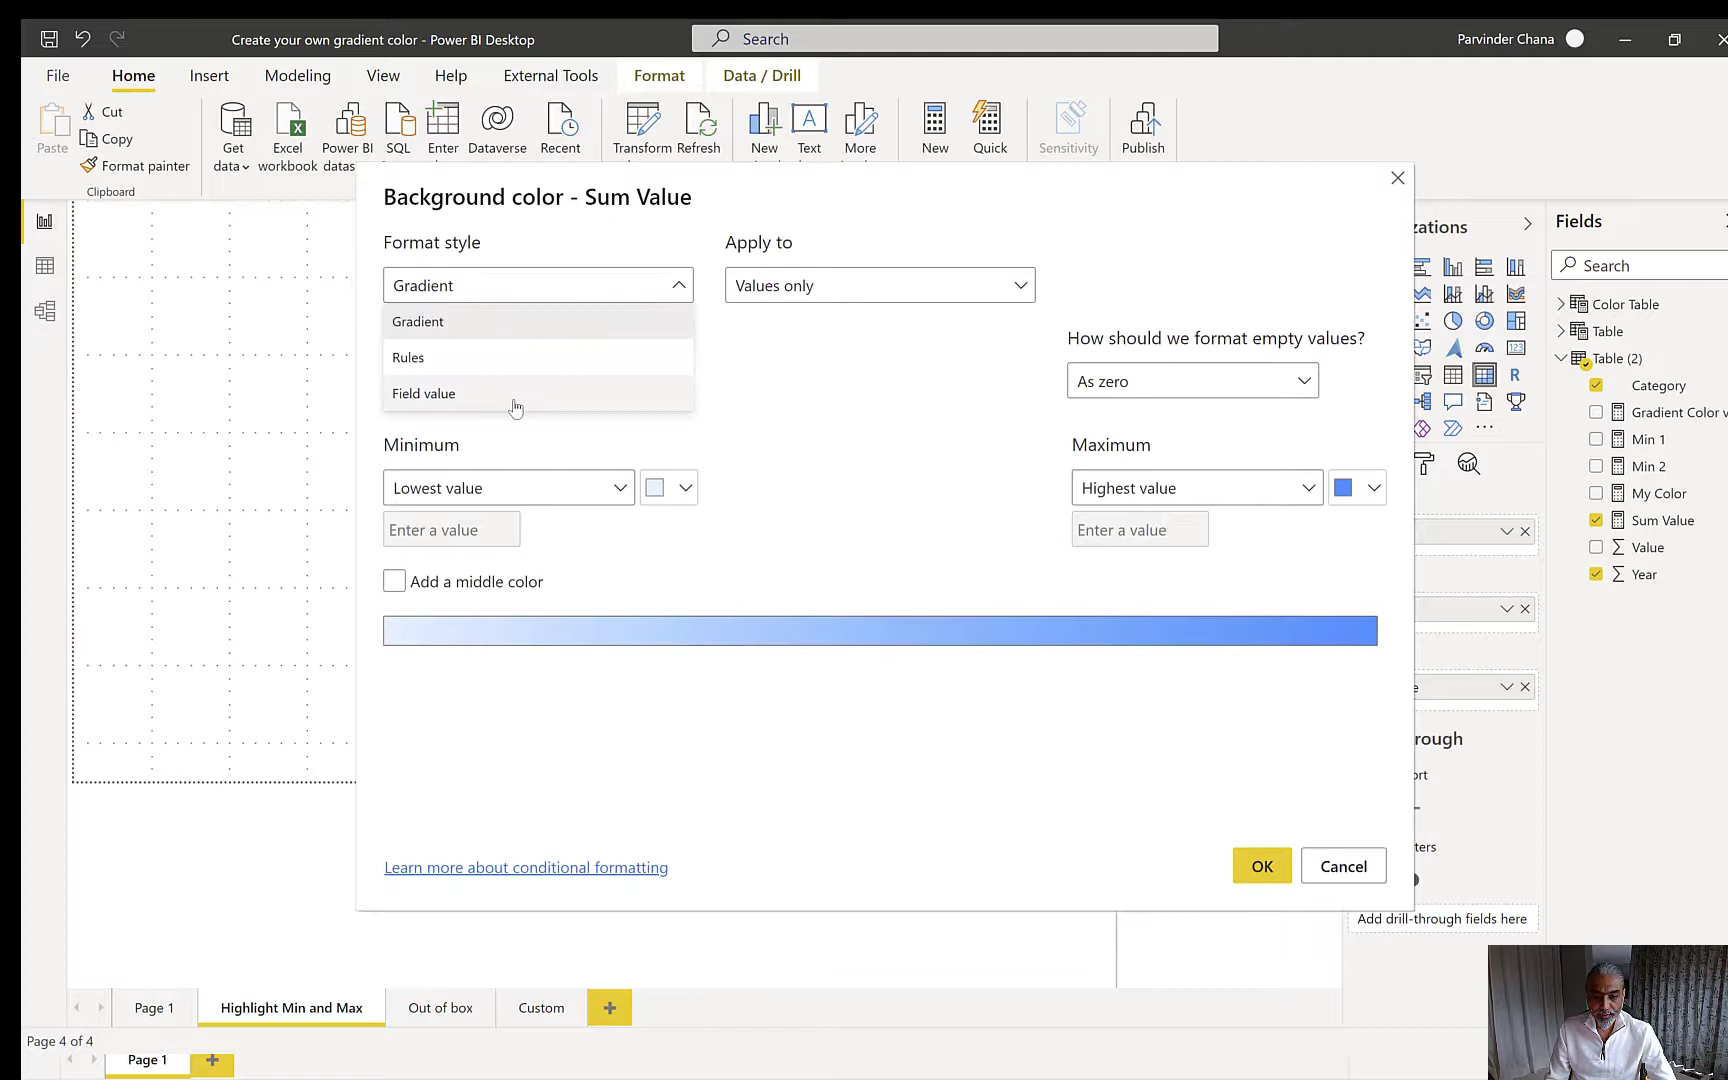 Create your own gradient color - Power BI Desktop
Search
Parvinder Chana
File
Home
Insert
Modeling
View
Help
External Tools
Format
Data / Drill
Paste
Cut
Copy
Format painter
Clipboard
Get
data
Excel
workbook
Power BI
datas
SQL
Enter
Dataverse
Recent
Transform
Refresh
New
Text
More
New
Quick
Sensitivity
Publish
Background color - Sum Value
Format style
Apply to
Gradient
Values only
Gradient
Rules
Field value
How should we format empty values?
As zero
Minimum
Maximum
Lowest value
Highest value
Enter a value
Enter a value
Add a middle color
Learn more about conditional formatting
OK
Cancel
zations
Fields
Search
Color Table
Table
Table (2)
Category
Gradient Color v
Min 1
Min 2
My Color
Sum Value
Value
Year
R
123
A
e
rough
ort
ters
Add drill-through fields here
Page 1
Highlight Min and Max
Out of box
Custom
Page 4 of 4
Page 1